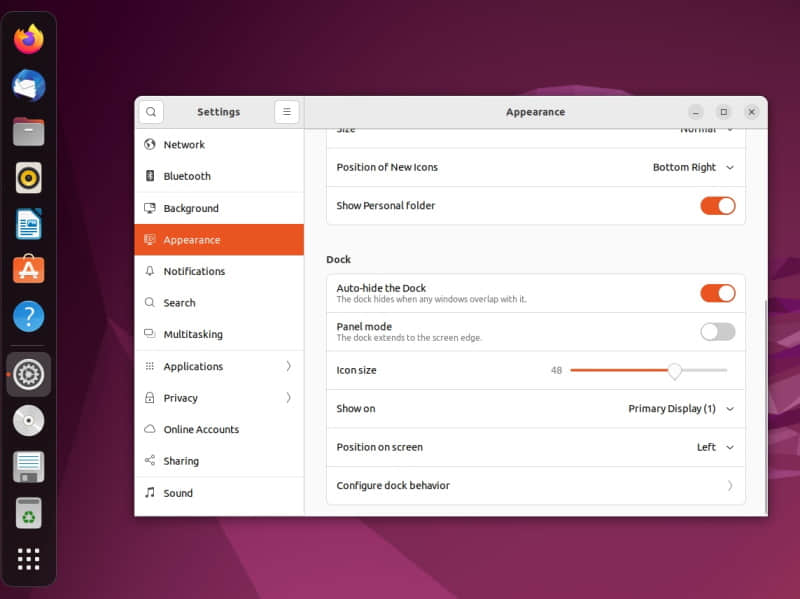 Settings
Appearance
Network
Bluetooth
Background
Appearance
Notifications
Search
Multitasking
Applications
Privacy
Online Accounts
Sharing
Sound
Size Normal
Position of New Icons Bottom Right
Show Personal folder
Dock
Auto-hide the Dock
The dock hides when any windows overlap with it.
Panel mode
The dock extends to the screen edge.
Icon size 48
Show on Primary Display (1)
Position on screen Left
Configure dock behavior